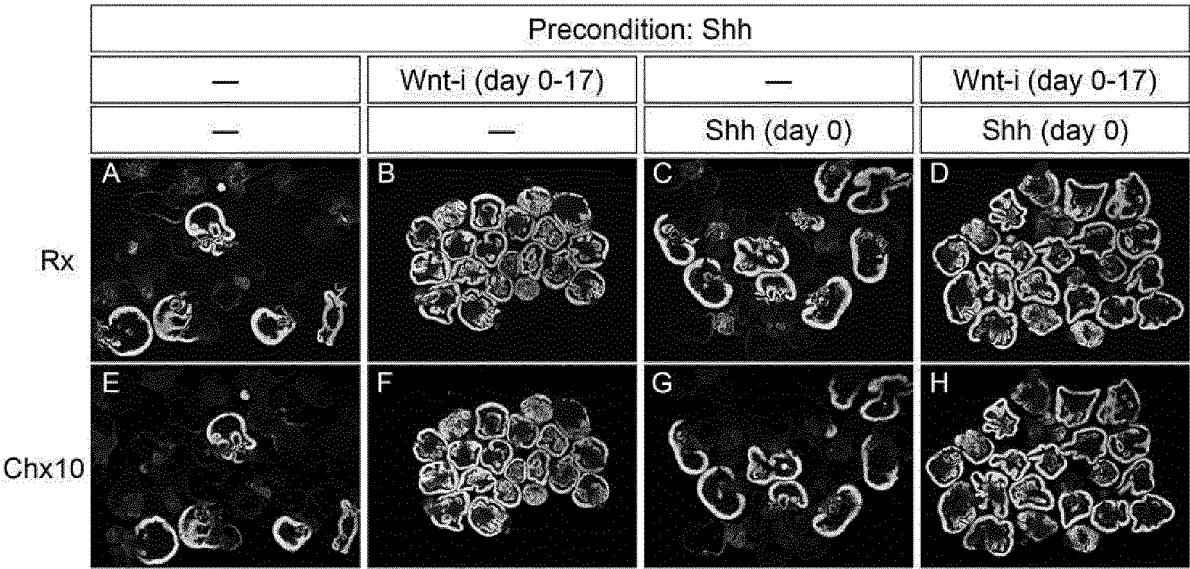 Precondition: Shh
— Wnt-i (day 0-17) — Wnt-i (day 0-17)
— — Shh (day 0) Shh (day 0)
A B C D
Rx
E F G H
Chx10